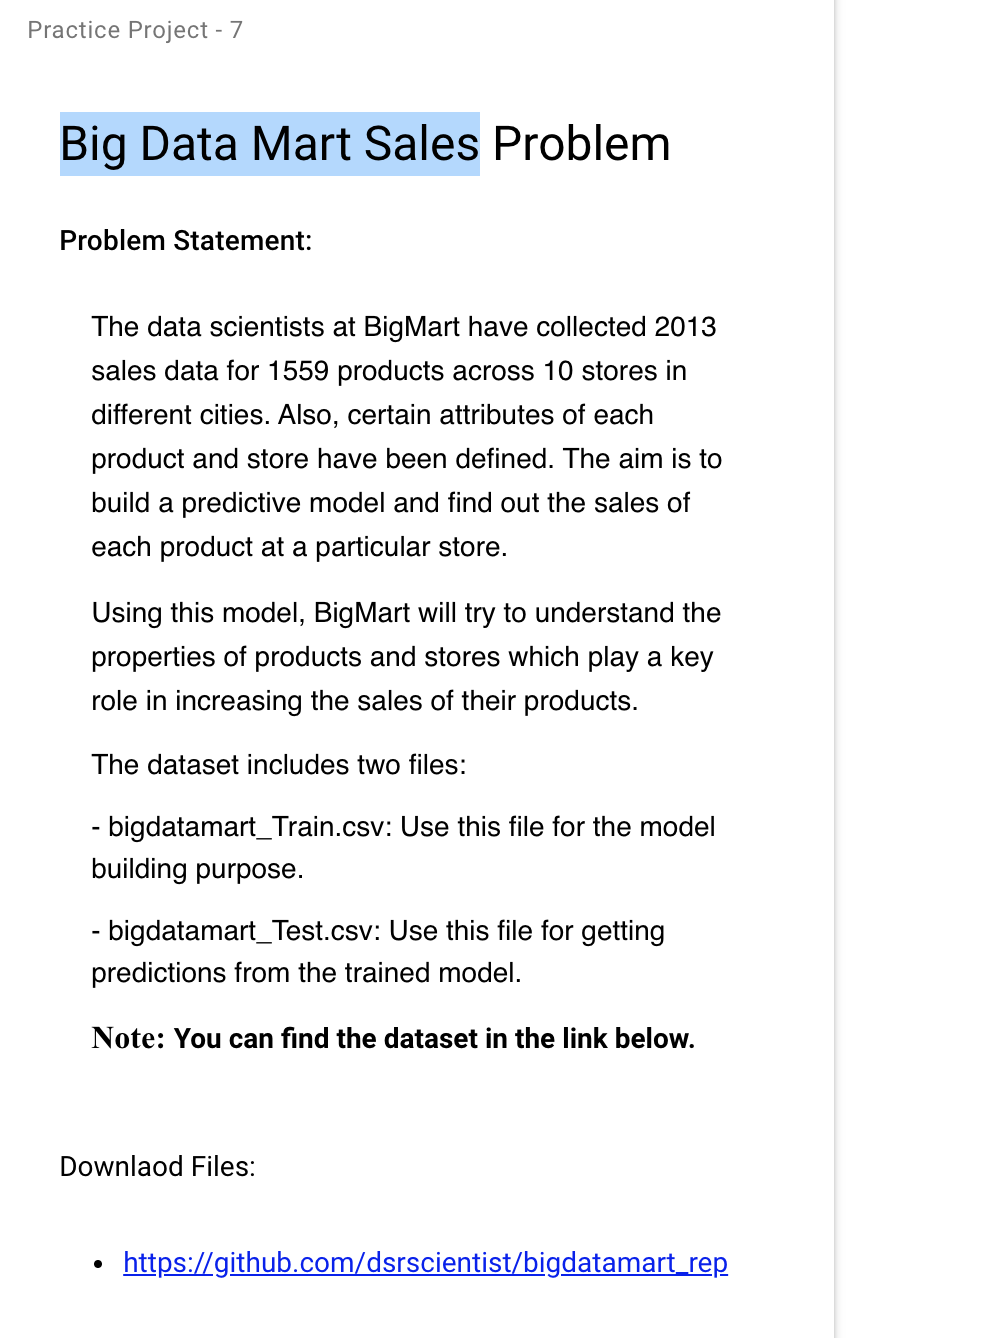 Practice Project - 7
Big Data Mart Sales Problem
Problem Statement:
The data scientists at BigMart have collected 2013
sales data for 1559 products across 10 stores in
different cities. Also, certain attributes of each
product and store have been defined. The aim is to
build a predictive model and find out the sales of
each product at a particular store.
Using this model, BigMart will try to understand the
properties of products and stores which play a key
role in increasing the sales of their products.
The dataset includes two files:
- bigdatamart_Train.csv: Use this file for the model
building purpose.
- bigdatamart_Test.csv: Use this file for getting
predictions from the trained model.
Note: You can find the dataset in the link below.
Downlaod Files:
• https://github.com/dsrscientist/bigdatamart_rep